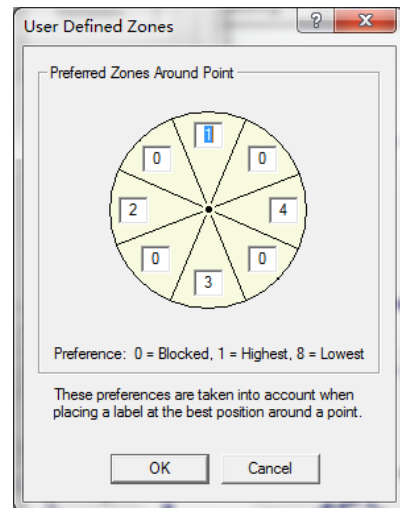 User Defined Zones
Preferred Zones Around Point
1
0 0
2 4
0 0
3
Preference: 0 = Blocked, 1 = Highest, 8 = Lowest
These preferences are taken into account when
placing a label at the best position around a point.
OK Cancel